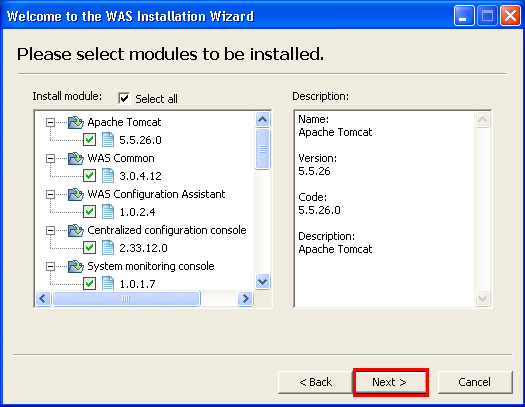 Welcome to the WAS Installation Wizard
Please select modules to be installed.
Install module:
Select all
Apache Tomcat
5.5.26.0
WAS Common
3.0.4.12
WAS Configuration Assistant
1.0.2.4
Centralized configuration console
2.33.12.0
System monitoring console
1.0.1.7
Description:
Name:
Apache Tomcat
Version:
5.5.26
Code:
5.5.26.0
Description:
Apache Tomcat
< Back
Next >
Cancel